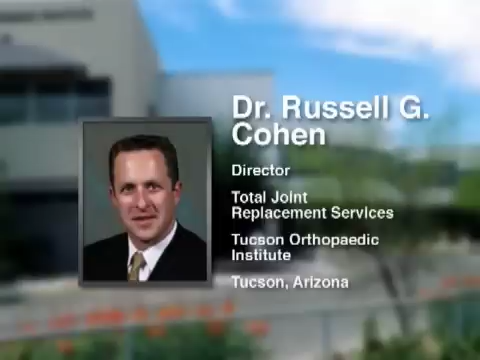 Dr. Russell G.
Cohen
Director
Total Joint
Replacement Services
Tucson Orthopaedic
Institute
Tucson, Arizona